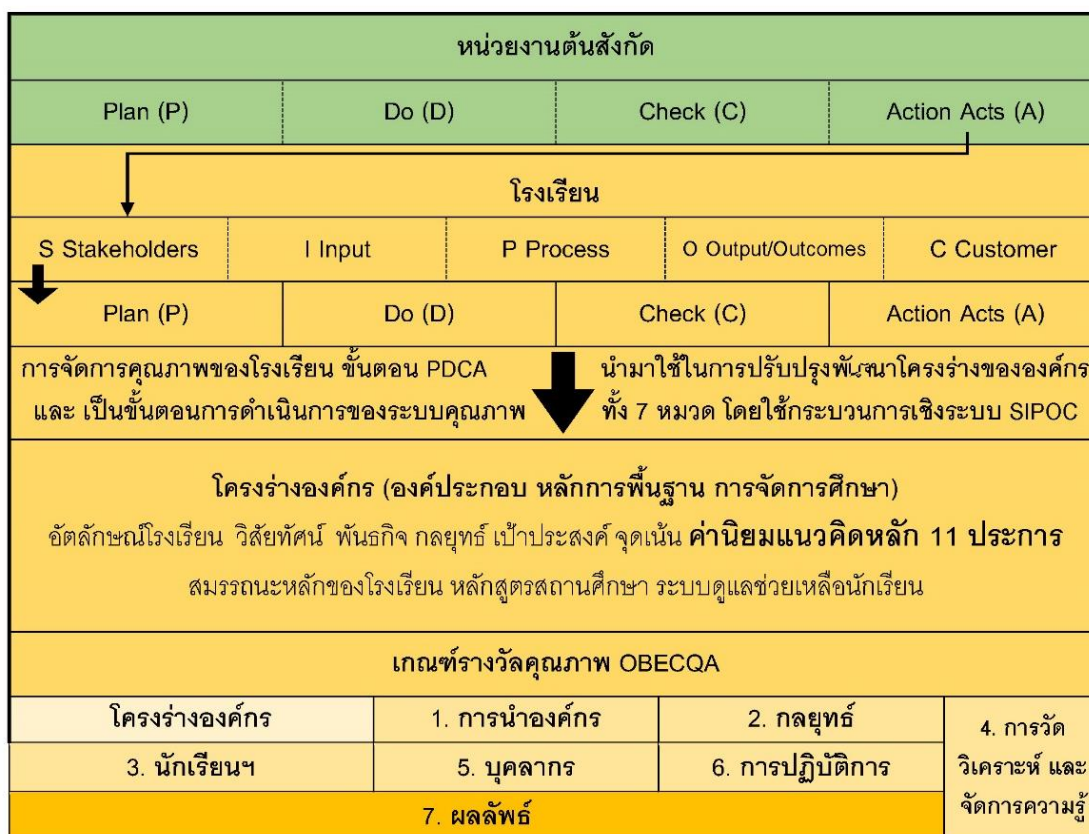 หน่วยงานต้นสังกัด
Plan (P) Do (D) Check (C) Action Acts (A)
โรงเรียน
S Stakeholders I Input P Process O Output/Outcomes C Customer
Plan (P) Do (D) Check (C) Action Acts (A)
การจัดการคุณภาพของโรงเรียน ขั้นตอน PDCA
และ เป็นขั้นตอนการดำเนินการของระบบคุณภาพ
นำมาใช้ในการปรับปรุงพัฒนาโครงร่างขององค์กร
ทั้ง 7 หมวด โดยใช้กระบวนการเชิงระบบ SIPOC
โครงร่างองค์กร (องค์ประกอบ หลักการพื้นฐาน การจัดการศึกษา)
อัตลักษณ์โรงเรียน วิสัยทัศน์ พันธกิจ กลยุทธ์ เป้าประสงค์ จุดเน้น ค่านิยมแนวคิดหลัก 11 ประการ
สมรรถนะหลักของโรงเรียน หลักสูตรสถานศึกษา ระบบดูแลช่วยเหลือนักเรียน
เกณฑ์รางวัลคุณภาพ OBECQA
โครงร่างองค์กร 1. การนำองค์กร 2. กลยุทธ์
3. นักเรียนฯ 5. บุคลากร 6. การปฏิบัติการ
4. การวัด
วิเคราะห์ และ
จัดการความรู้
7. ผลลัพธ์